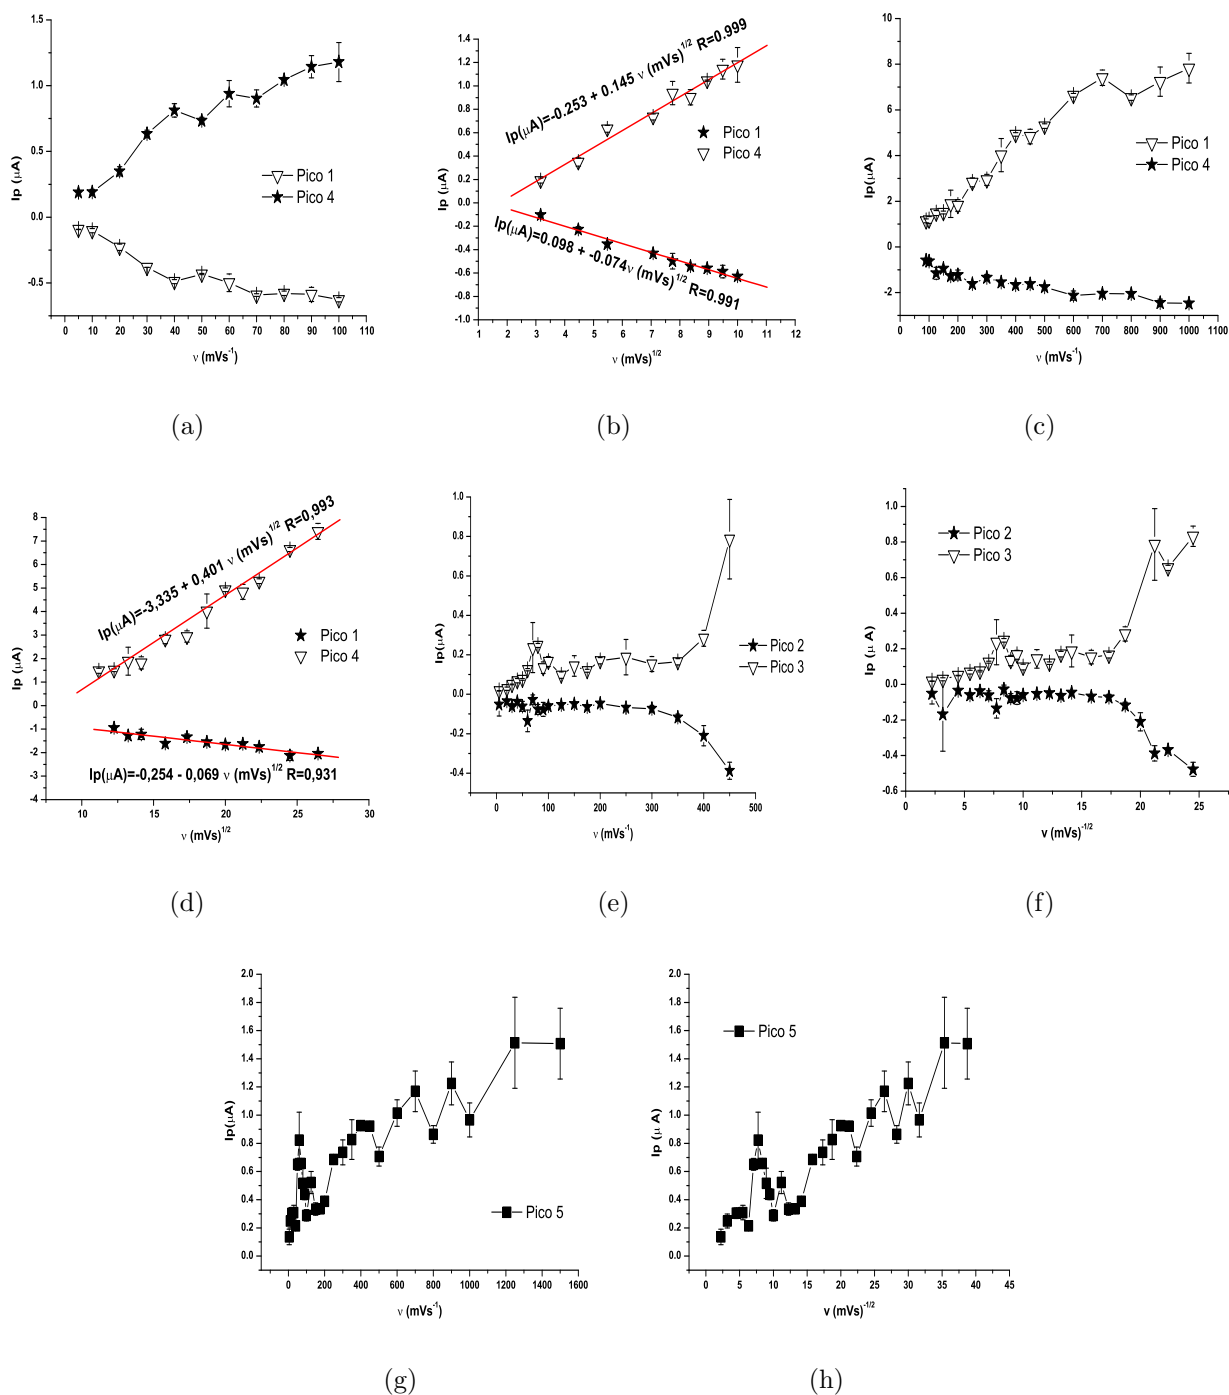 1.5
1.0
0.5
0.0
-0.5
Ip (μA)
Pico 1
Pico 4
0 10 20 30 40 50 60 70 80 90 100 110
ν (mVs⁻¹)
(a)
1.6
1.4
1.2
1.0
0.8
0.6
0.4
0.2
0.0
-0.2
-0.4
-0.6
-0.8
-1.0
Ip(μA)
Ip(μA)=-0.253 + 0.145 ν (mVs)^1/2 R=0.999
Pico 1
Pico 4
Ip(μA)=0.098 + -0.074ν (mVs)^1/2 R=0.991
1 2 3 4 5 6 7 8 9 10 11 12
ν (mVs)^1/2
(b)
10
8
6
4
2
0
-2
Ip(μA)
Pico 1
Pico 4
0 100 200 300 400 500 600 700 800 900 1000 1100
ν (mVs⁻¹)
(c)
8
7
6
5
4
3
2
1
0
-1
-2
-3
-4
Ip(μA)
Ip(μA)=-3,335 + 0,401 ν (mVs)^1/2 R=0,993
Pico 1
Pico 4
Ip(μA)=-0,254 - 0,069 ν (mVs)^1/2 R=0,931
10 15 20 25 30
ν (mVs)^1/2
(d)
1.0
0.8
0.6
0.4
0.2
0.0
-0.2
-0.4
Ip(μA)
Pico 2
Pico 3
0 100 200 300 400 500
ν (mVs⁻¹)
(e)
1.0
0.8
0.6
0.4
0.2
0.0
-0.2
-0.4
-0.6
Ip (μ A)
Pico 2
Pico 3
0 5 10 15 20 25
v (mVs)^-1/2
(f)
2.0
1.8
1.6
1.4
1.2
1.0
0.8
0.6
0.4
0.2
0.0
Ip(μA)
Pico 5
0 200 400 600 800 1000 1200 1400 1600
ν (mVs⁻¹)
(g)
2.0
1.8
1.6
1.4
1.2
1.0
0.8
0.6
0.4
0.2
0.0
Ip (μ A)
Pico 5
0 5 10 15 20 25 30 35 40 45
v (mVs)^-1/2
(h)